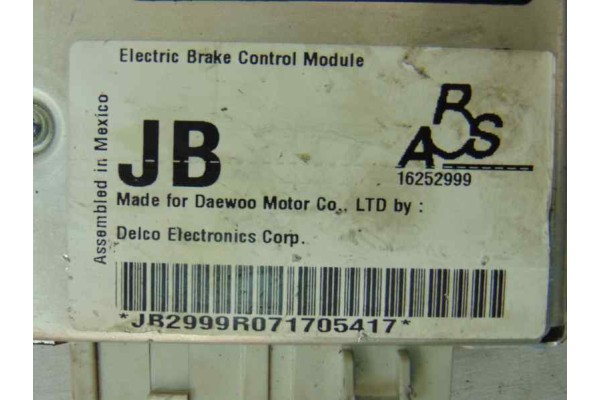 Electric Brake Control Module
Assembled in Mexico
JB
ABS
16252999
Made for Daewoo Motor Co., LTD by :
Delco Electronics Corp.
*JB2999R071705417*